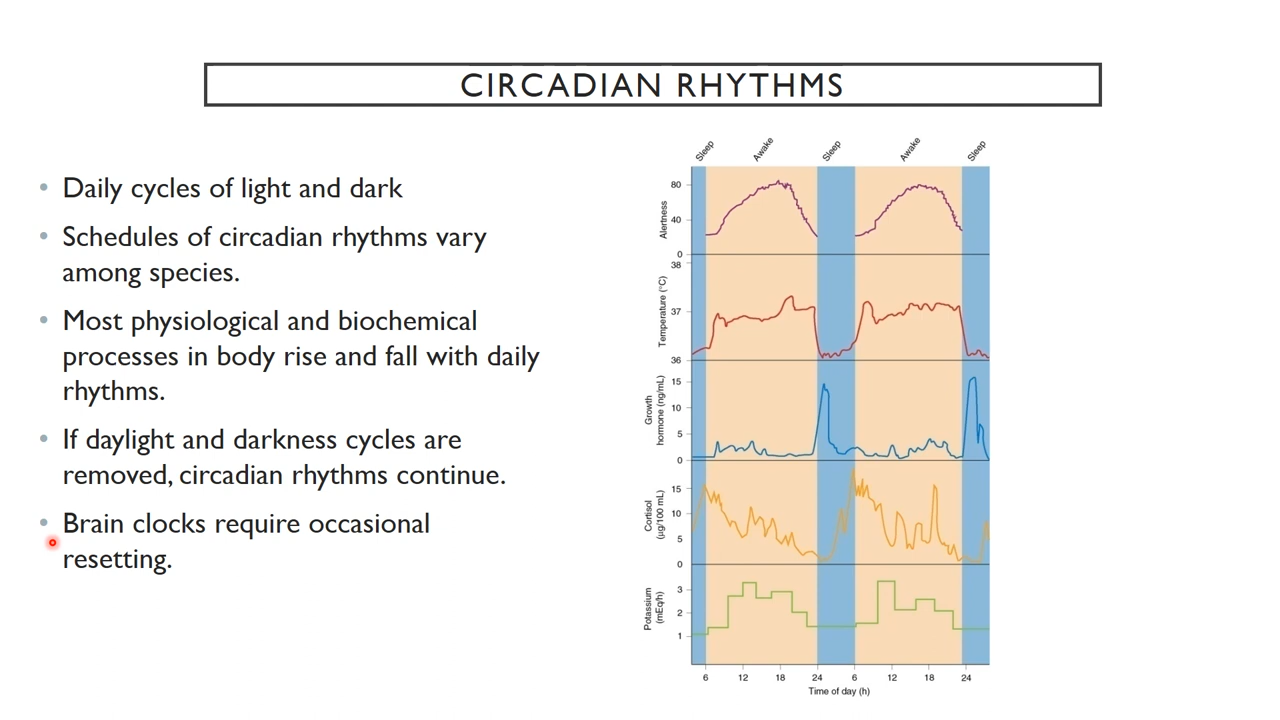 CIRCADIAN RHYTHMS
• Daily cycles of light and dark
• Schedules of circadian rhythms vary
among species.
• Most physiological and biochemical
processes in body rise and fall with daily
rhythms.
• If daylight and darkness cycles are
removed, circadian rhythms continue.
• Brain clocks require occasional
resetting.
Sleep Awake Sleep Awake Sleep
Alertness
80
40
0
Temperature (°C)
38
37
36
Growth
hormone (ng/mL)
15
10
5
0
Cortisol
(µg/100 mL)
15
10
5
0
Potassium
(mEq/h)
3
2
1
6 12 18 24 6 12 18 24
Time of day (h)